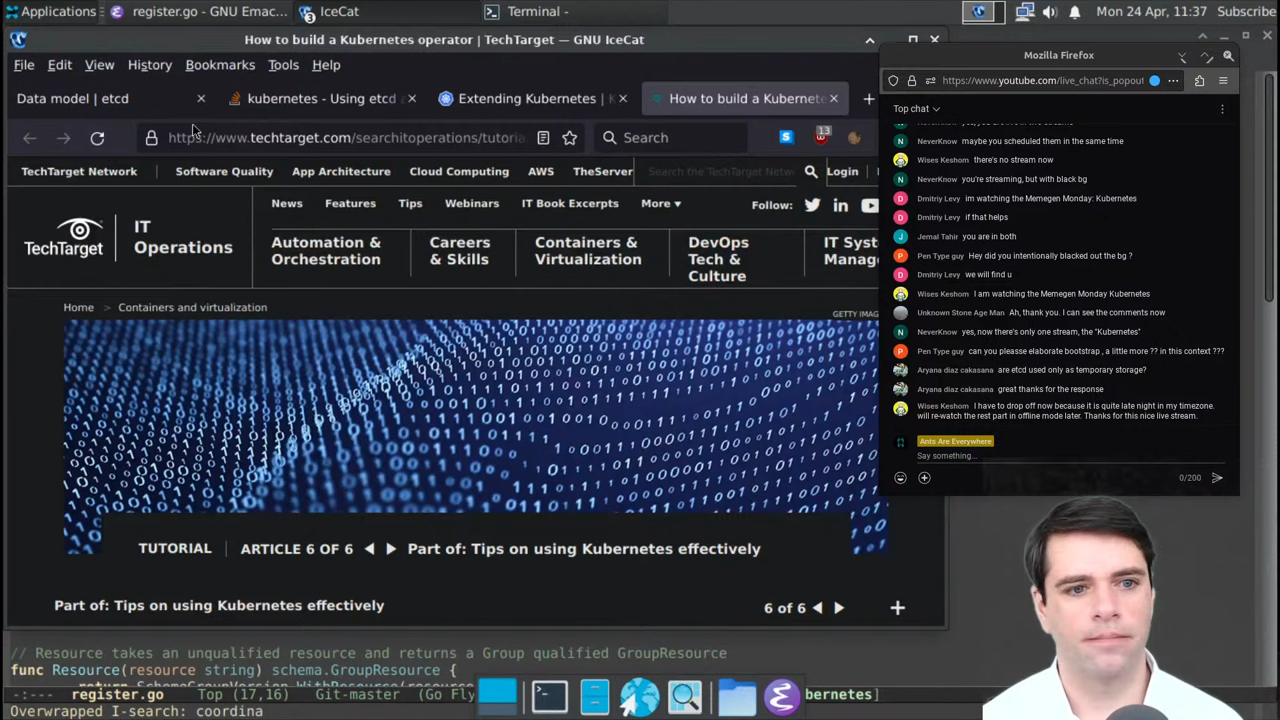 Applications
register.go - GNU Emac...
3
IceCat
Terminal -
Mon 24 Apr, 11:37
Subscribe
How to build a Kubernetes operator | TechTarget — GNU IceCat
File Edit View History Bookmarks Tools Help
Data model | etcd
kubernetes - Using etcd a
Extending Kubernetes | K
How to build a Kubernete
https://www.techtarget.com/searchitoperations/tutoria
Search
S
13
TechTarget Network
Software Quality
App Architecture
Cloud Computing
AWS
TheServer
Search the TechTarget Netwo
Login
TechTarget
IT
Operations
News
Features
Tips
Webinars
IT Book Excerpts
More
Follow:
Automation &
Orchestration
Careers
& Skills
Containers &
Virtualization
DevOps
Tech &
Culture
IT Syst
Manag
Home > Containers and virtualization
GETTY IMAG
TUTORIAL
ARTICLE 6 OF 6
Part of: Tips on using Kubernetes effectively
Part of: Tips on using Kubernetes effectively
6 of 6
+
Mozilla Firefox
https://www.youtube.com/live_chat?is_popout
Top chat
N NeverKnow maybe you scheduled them in the same time
Wises Keshom there's no stream now
N NeverKnow you're streaming, but with black bg
D Dmitriy Levy im watching the Memegen Monday: Kubernetes
D Dmitriy Levy if that helps
J Jemal Tahir you are in both
P Pen Type guy Hey did you intentionally blacked out the bg ?
D Dmitriy Levy we will find u
Wises Keshom I am watching the Memegen Monday Kubernetes
Unknown Stone Age Man Ah, thank you. I can see the comments now
N NeverKnow yes, now there's only one stream, the "Kubernetes"
P Pen Type guy can you pleasse elaborate bootstrap , a little more ?? in this context ???
Aryana diaz cakasana are etcd used only as temporary storage?
Aryana diaz cakasana great thanks for the response
Wises Keshom I have to drop off now because it is quite late night in my timezone.
will re-watch the rest part in offline mode later. Thanks for this nice live stream.
Ants Are Everywhere
Say something...
0/200
// Resource takes an unqualified resource and returns a Group qualified GroupResource
func Resource(resource string) schema.GroupResource {
-:--- register.go Top (17,16) Git-master (Go Fly
bernetes]
Overwrapped I-search: coordina